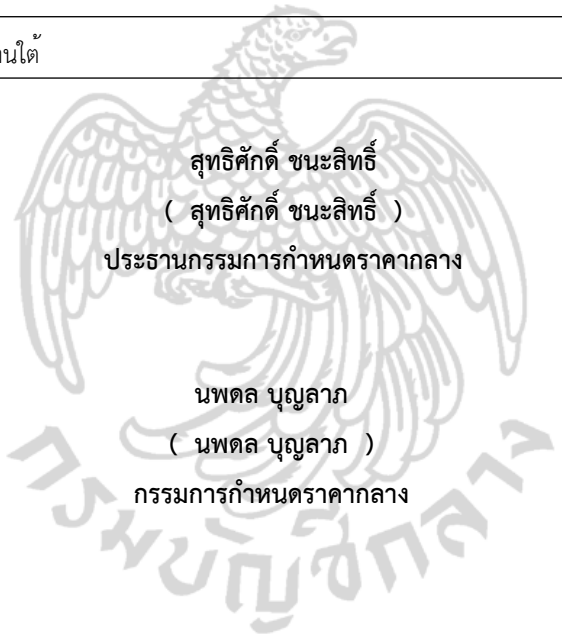 นใต้
สุทธิศักดิ์ ชนะสิทธิ์
( สุทธิศักดิ์ ชนะสิทธิ์ )
ประธานกรรมการกำหนดราคากลาง
นพดล บุญลาภ
( นพดล บุญลาภ )
กรรมการกำหนดราคากลาง
กรมบัญชีกลาง